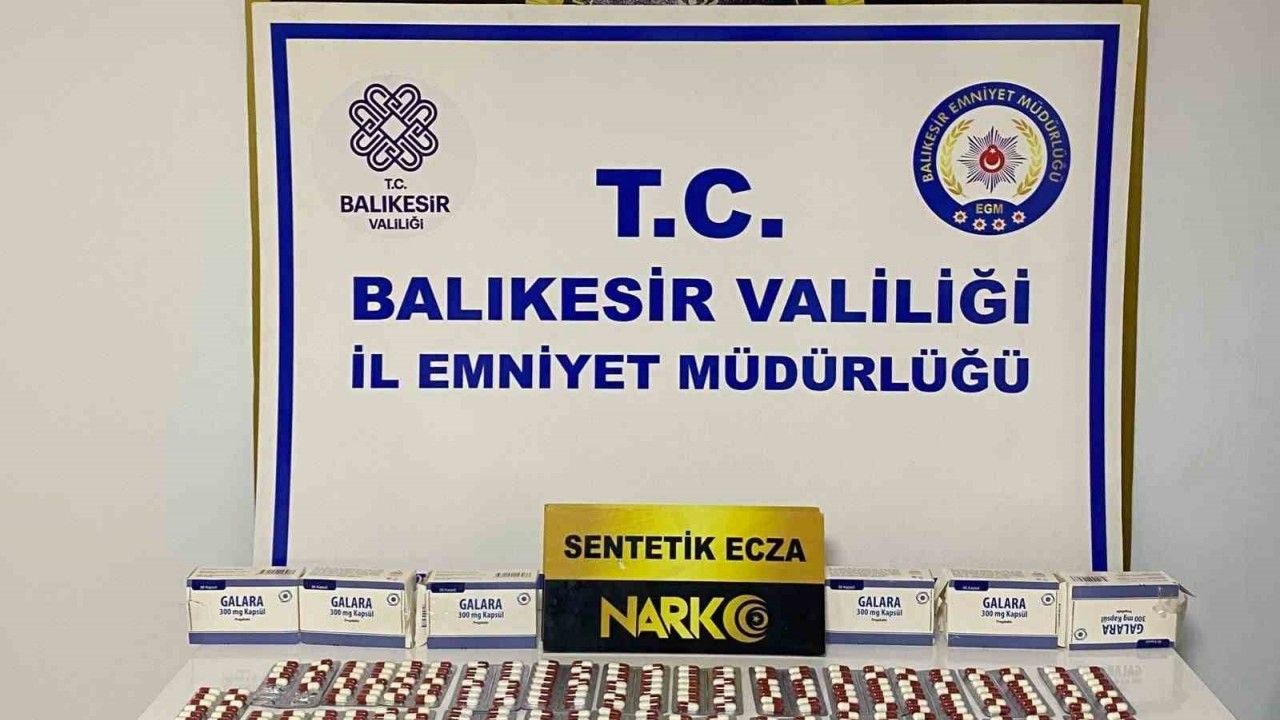 T.C.
BALIKESİR
VALİLİĞİ
BALIKESİR EMNİYET MÜDÜRLÜĞÜ
EGM
T.C.
BALIKESİR VALİLİĞİ
İL EMNİYET MÜDÜRLÜĞÜ
SENTETİK ECZA
NARKO
GALARA
300 mg Kapsül
GALARA
300 mg Kapsül
GALARA
300 mg Kapsül
GALARA
300 mg Kapsül
GALARA
300 mg Kapsül
GALARA
300 mg Kapsül